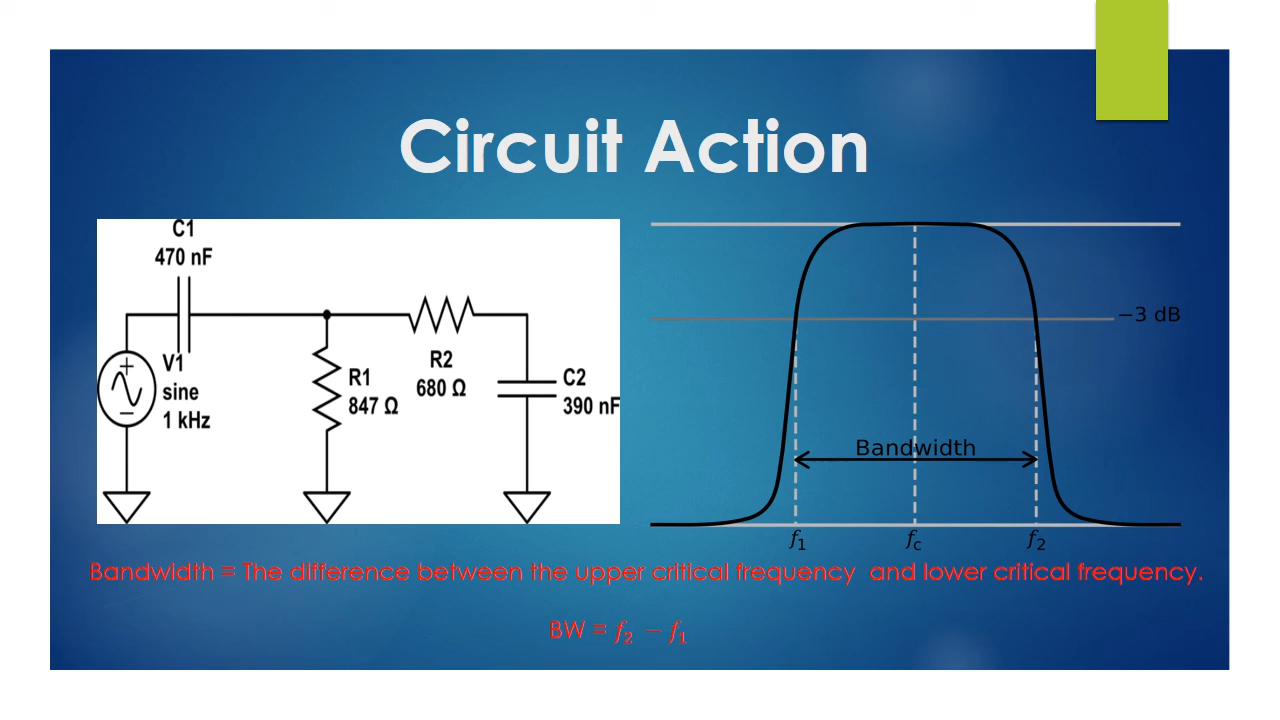 Circuit Action
C1
470 nF
V1
sine
1 kHz
R1
847 Ω
R2
680 Ω
C2
390 nF
−3 dB
Bandwidth
f1
fc
f2
Bandwidth = The difference between the upper critical frequency and lower critical frequency.
BW = f2 − f1